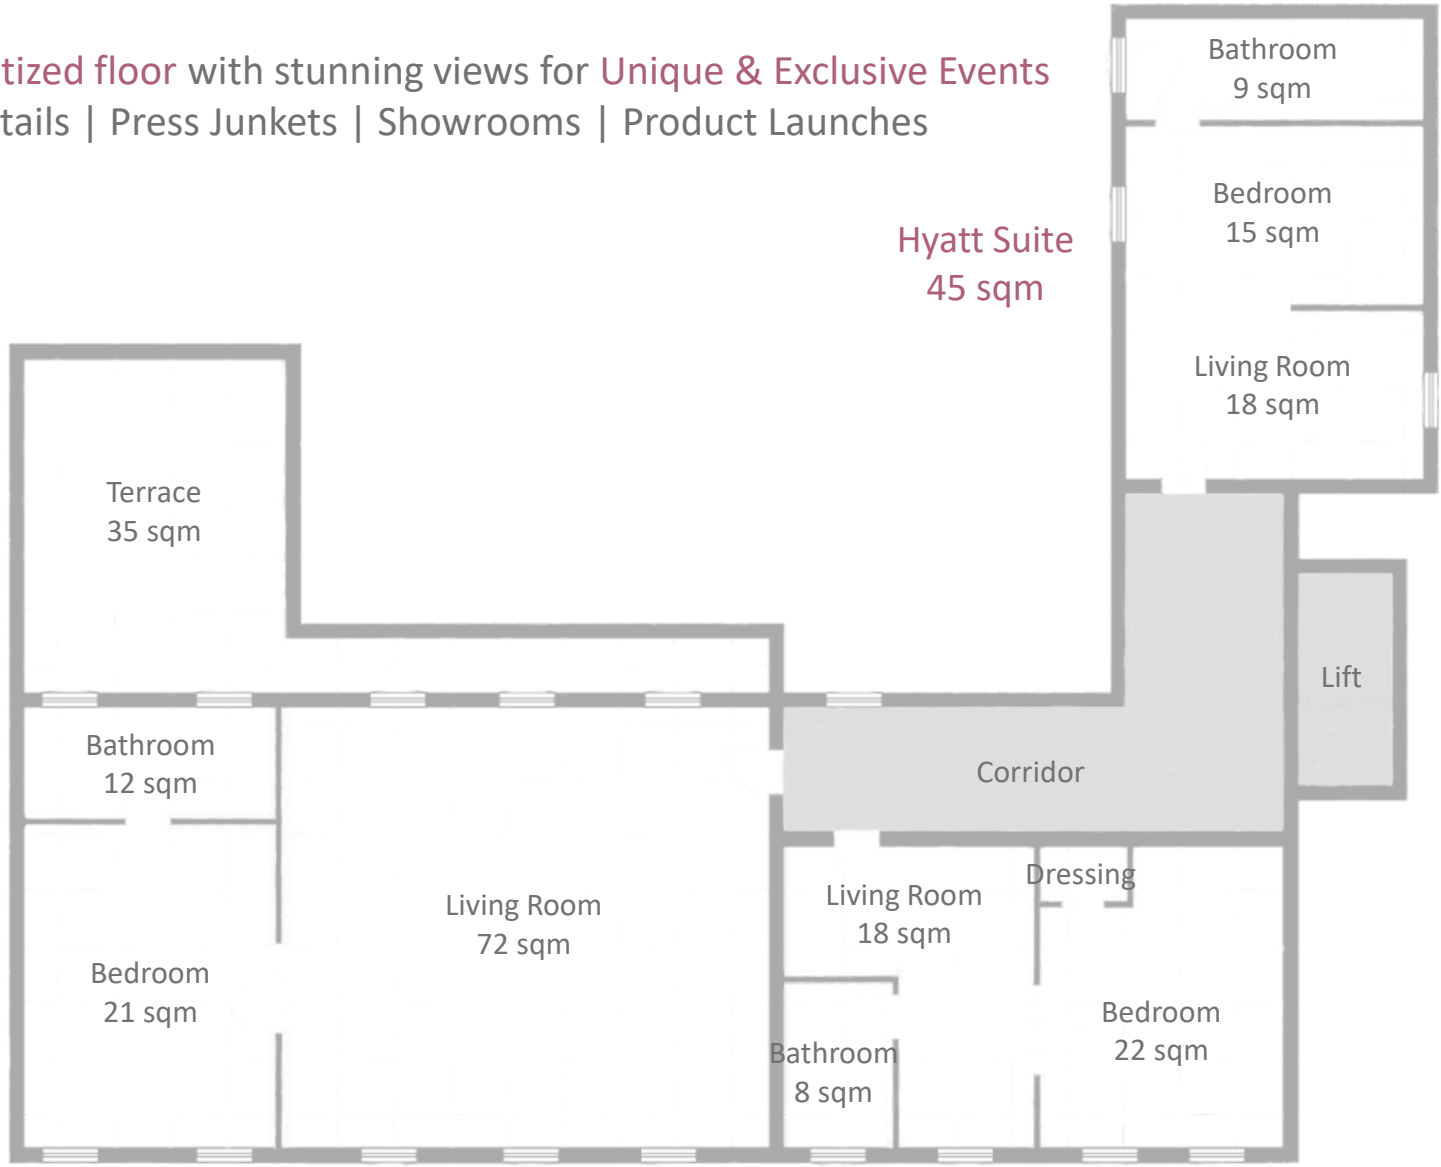 tized floor with stunning views for Unique & Exclusive Events
tails | Press Junkets | Showrooms | Product Launches
Bathroom
9 sqm
Bedroom
15 sqm
Hyatt Suite
45 sqm
Living Room
18 sqm
Terrace
35 sqm
Lift
Bathroom
12 sqm
Corridor
Living Room
72 sqm
Dressing
Living Room
18 sqm
Bedroom
21 sqm
Bedroom
22 sqm
Bathroom
8 sqm